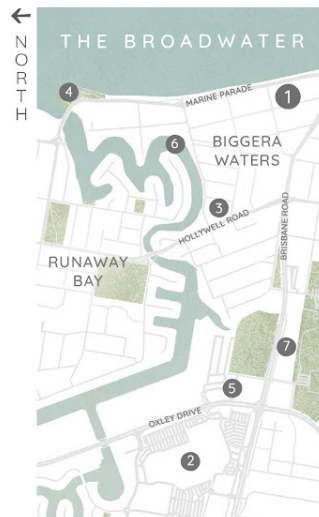 NORTH
THE BROADWATER
4
MARINE PARADE
1
6
BIGGERA
WATERS
3
HOLLYWELL ROAD
BRISBANE ROAD
RUNAWAY
BAY
7
5
OXLEY DRIVE
2